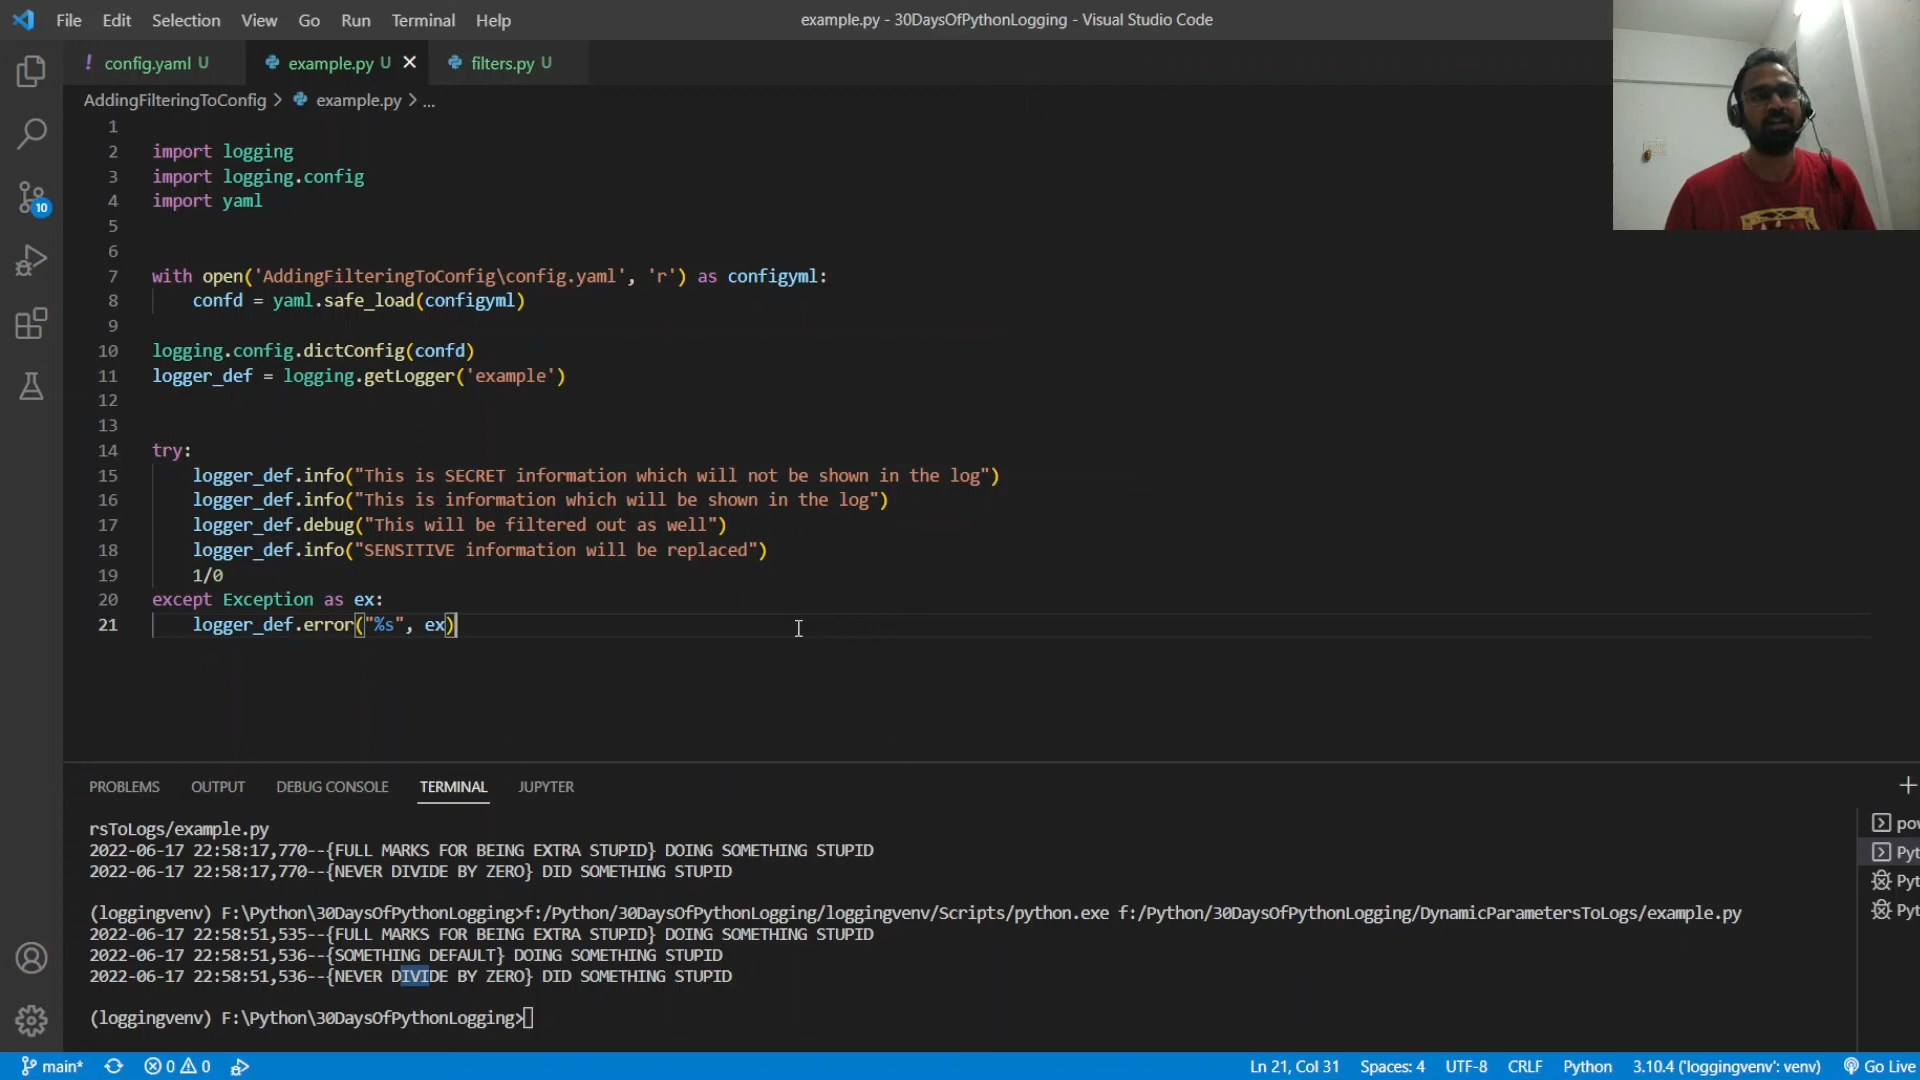 File Edit Selection View Go Run Terminal Help
example.py - 30DaysOfPythonLogging - Visual Studio Code
! config.yaml U example.py U × filters.py U
AddingFilteringToConfig > example.py > ...
1
2 import logging
3 import logging.config
4 import yaml
5
6
7 with open('AddingFilteringToConfig\config.yaml', 'r') as configyml:
8 confd = yaml.safe_load(configyml)
9
10 logging.config.dictConfig(confd)
11 logger_def = logging.getLogger('example')
12
13
14 try:
15 logger_def.info("This is SECRET information which will not be shown in the log")
16 logger_def.info("This is information which will be shown in the log")
17 logger_def.debug("This will be filtered out as well")
18 logger_def.info("SENSITIVE information will be replaced")
19 1/0
20 except Exception as ex:
21 logger_def.error("%s", ex)
10
PROBLEMS OUTPUT DEBUG CONSOLE TERMINAL JUPYTER
rsToLogs/example.py
2022-06-17 22:58:17,770--{FULL MARKS FOR BEING EXTRA STUPID} DOING SOMETHING STUPID
2022-06-17 22:58:17,770--{NEVER DIVIDE BY ZERO} DID SOMETHING STUPID
(loggingvenv) F:\Python\30DaysOfPythonLogging>f:/Python/30DaysOfPythonLogging/loggingvenv/Scripts/python.exe f:/Python/30DaysOfPythonLogging/DynamicParametersToLogs/example.py
2022-06-17 22:58:51,535--{FULL MARKS FOR BEING EXTRA STUPID} DOING SOMETHING STUPID
2022-06-17 22:58:51,536--{SOMETHING DEFAULT} DOING SOMETHING STUPID
2022-06-17 22:58:51,536--{NEVER DIVIDE BY ZERO} DID SOMETHING STUPID
(loggingvenv) F:\Python\30DaysOfPythonLogging>
pow
Pyt
Pyt
Pyt
main* 0 0 Ln 21, Col 31 Spaces: 4 UTF-8 CRLF Python 3.10.4 ('loggingvenv': venv) Go Live